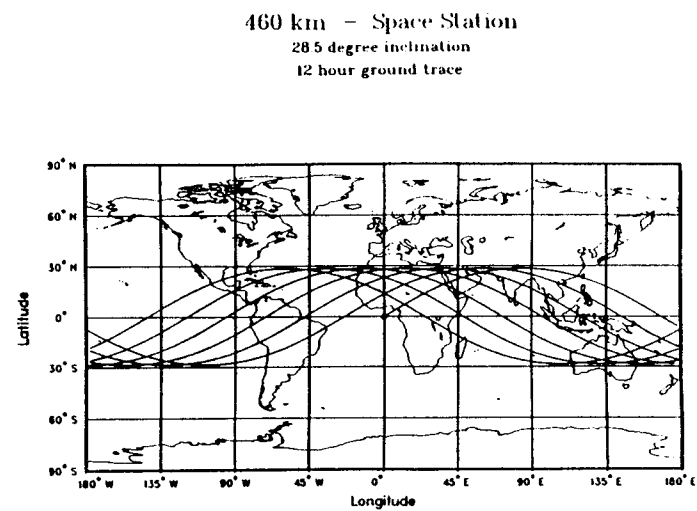 460 km - Space Station
28.5 degree inclination
12 hour ground trace
90° N
60° N
30° N
0°
30° S
60° S
90° S
Latitude
180° W 135° W 90° W 45° W 0° 45° E 90° E 135° E 180° E
Longitude